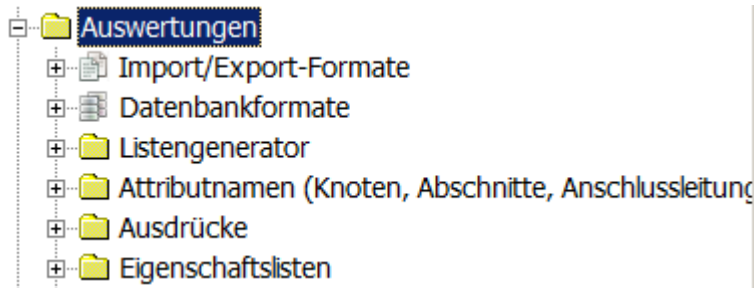 Auswertungen
Import/Export-Formate
Datenbankformate
Listengenerator
Attributnamen (Knoten, Abschnitte, Anschlussleitung
Ausdrücke
Eigenschaftslisten